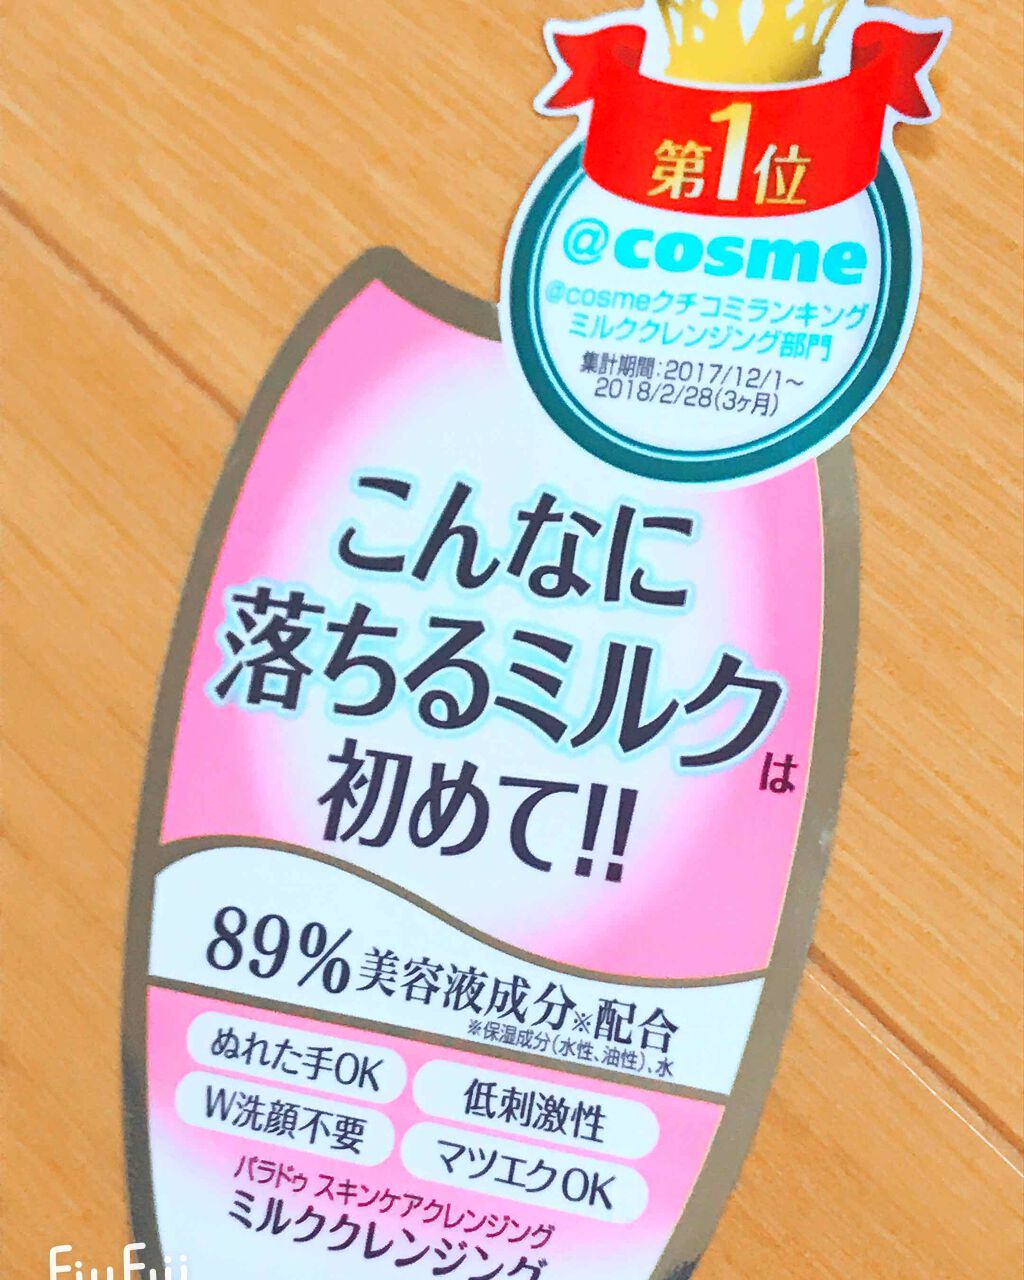 第1位
@cosme
@cosmeクチコミランキング
ミルククレンジング部門
集計期間:2017/12/1～
2018/2/28(3ヶ月)
こんなに
落ちるミルクは
初めて!!
89%美容液成分※配合
※保湿成分(水性、油性)、水
ぬれた手OK
低刺激性
W洗顔不要
マツエクOK
パラドゥ スキンケアクレンジング
ミルククレンジング